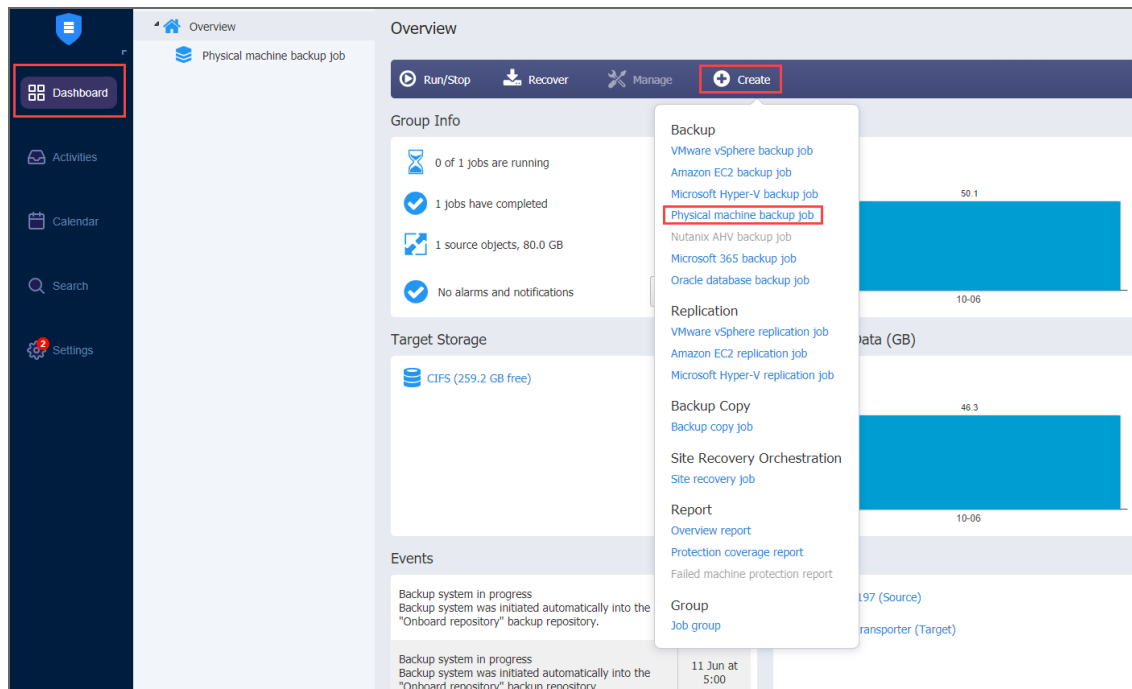 Dashboard
Activities
Calendar
Search
2
Settings
Overview
Physical machine backup job
Overview
Run/Stop
Recover
Manage
Create
Group Info
0 of 1 jobs are running
1 jobs have completed
1 source objects, 80.0 GB
No alarms and notifications
Target Storage
CIFS (259.2 GB free)
Events
Backup system in progress
Backup system was initiated automatically into the
"Onboard repository" backup repository.
Backup system in progress
Backup system was initiated automatically into the
"Onboard repository" backup repository
11 Jun at
5:00
Backup
VMware vSphere backup job
Amazon EC2 backup job
Microsoft Hyper-V backup job
Physical machine backup job
Nutanix AHV backup job
Microsoft 365 backup job
Oracle database backup job
Replication
VMware vSphere replication job
Amazon EC2 replication job
Microsoft Hyper-V replication job
Backup Copy
Backup copy job
Site Recovery Orchestration
Site recovery job
Report
Overview report
Protection coverage report
Failed machine protection report
Group
Job group
50.1
10-06
Data (GB)
46.3
10-06
197 (Source)
ransporter (Target)